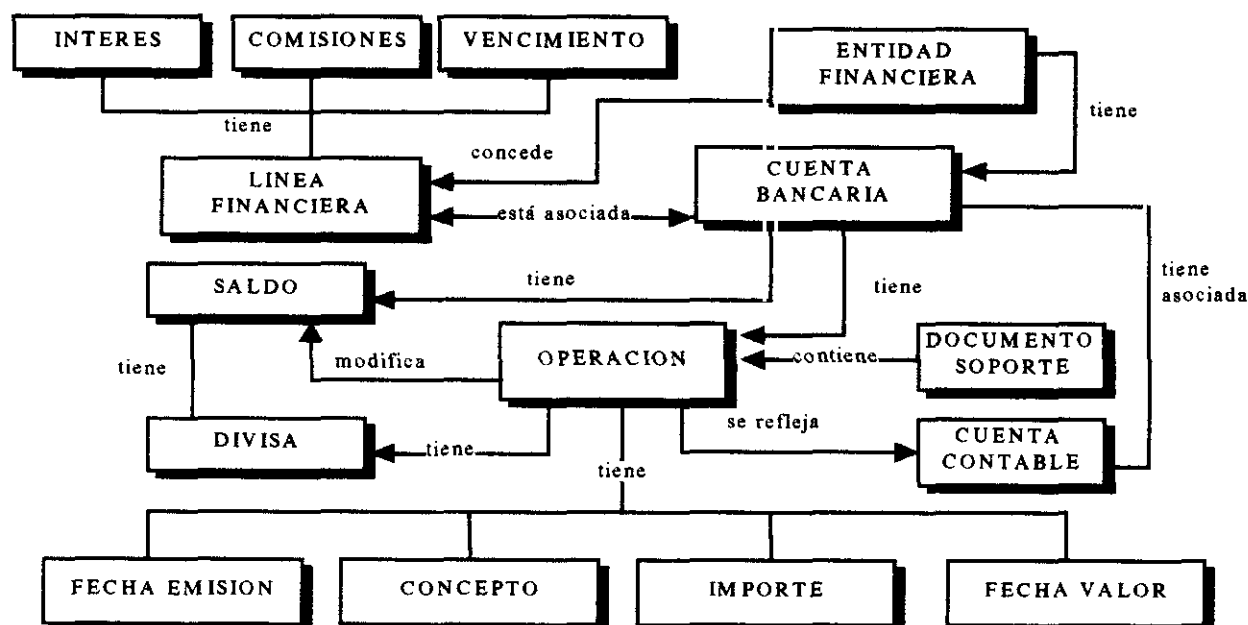 INTERES
COMISIONES
VENCIMIENTO
ENTIDAD
FINANCIERA
tiene
tiene
concede
LINEA
FINANCIERA
CUENTA
BANCARIA
está asociada
SALDO
tiene
tiene
tiene
asociada
tiene
modifica
OPERACION
contiene
DOCUMENTO
SOPORTE
DIVISA
tiene
se refleja
CUENTA
CONTABLE
tiene
FECHA EMISION
CONCEPTO
IMPORTE
FECHA VALOR